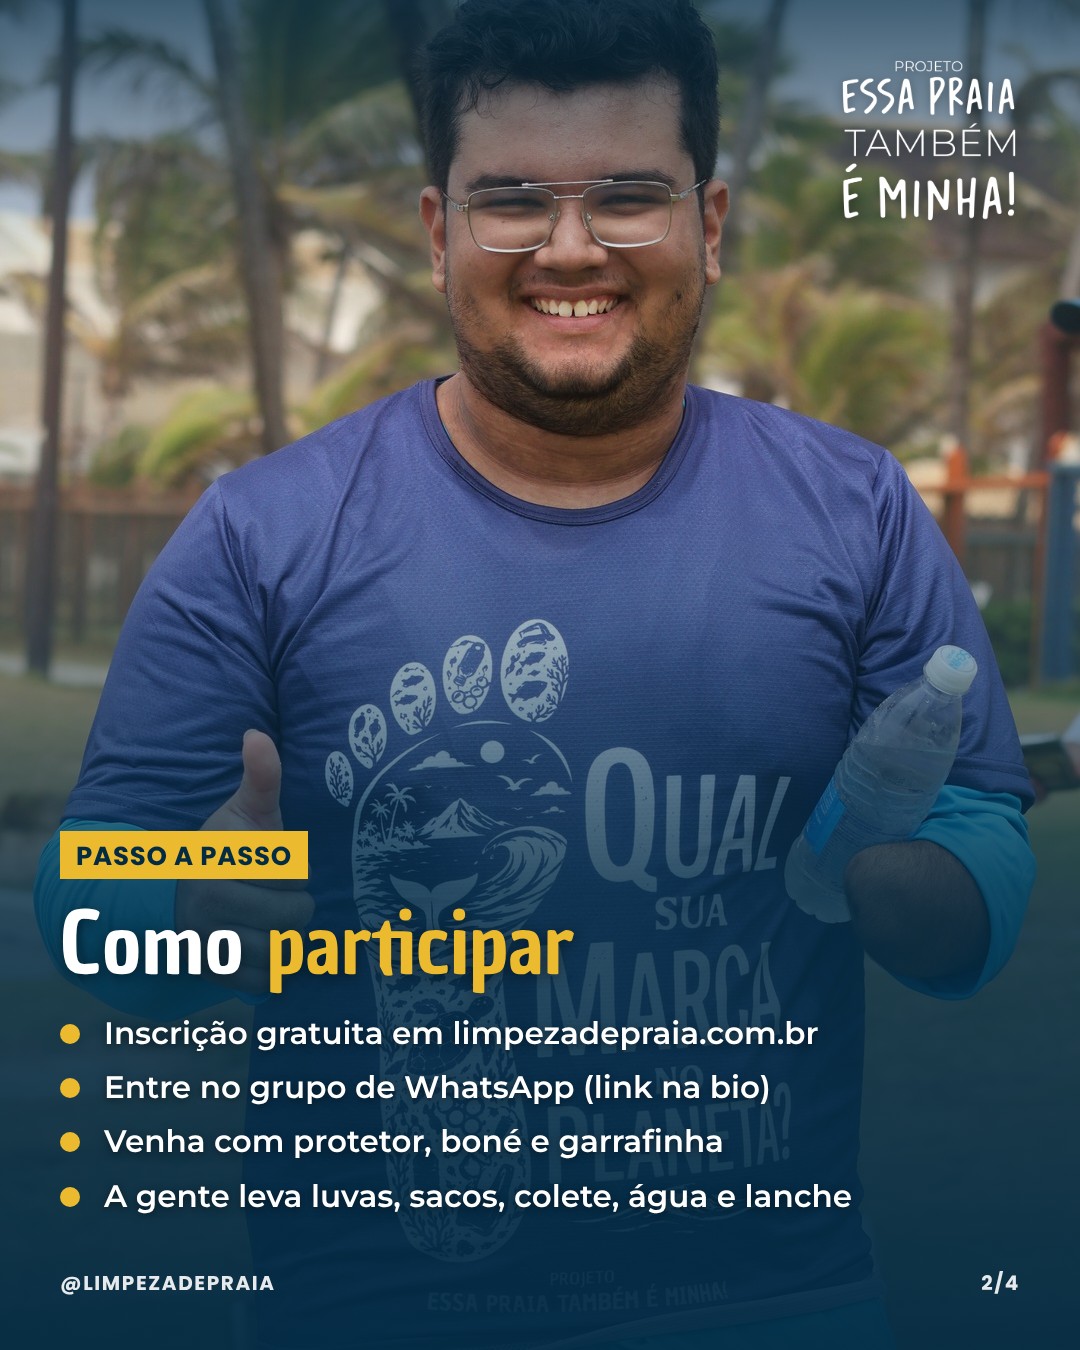 PROJETO
ESSA PRAIA
TAMBÉM
É MINHA!
QUAL
SUA
MARCA
NO
PLANETA?
PASSO A PASSO
Como participar
Inscrição gratuita em limpezadepraia.com.br
Entre no grupo de WhatsApp (link na bio)
Venha com protetor, boné e garrafinha
A gente leva luvas, sacos, colete, água e lanche
PROJETO
ESSA PRAIA TAMBÉM É MINHA!
@LIMPEZADEPRAIA
2/4